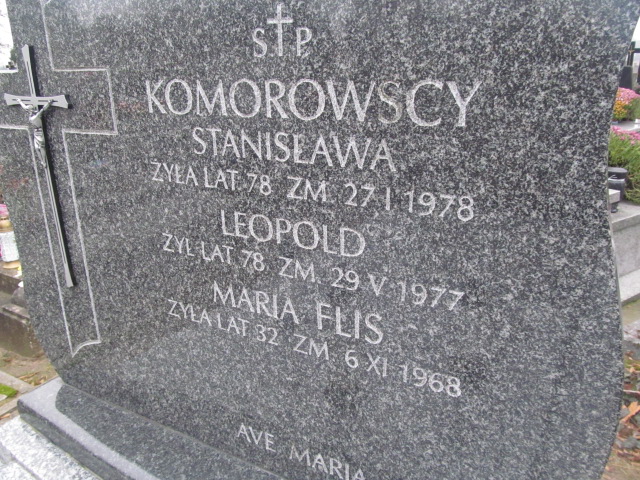 S P
KOMOROWSCY
STANISŁAWA
ŻYŁA LAT 78 ZM. 27 I 1978
LEOPOLD
ŻYŁ LAT 78 ZM. 29 V 1977
MARIA FLIS
ŻYŁA LAT 32 ZM. 6 XI 1968
AVE MARIA